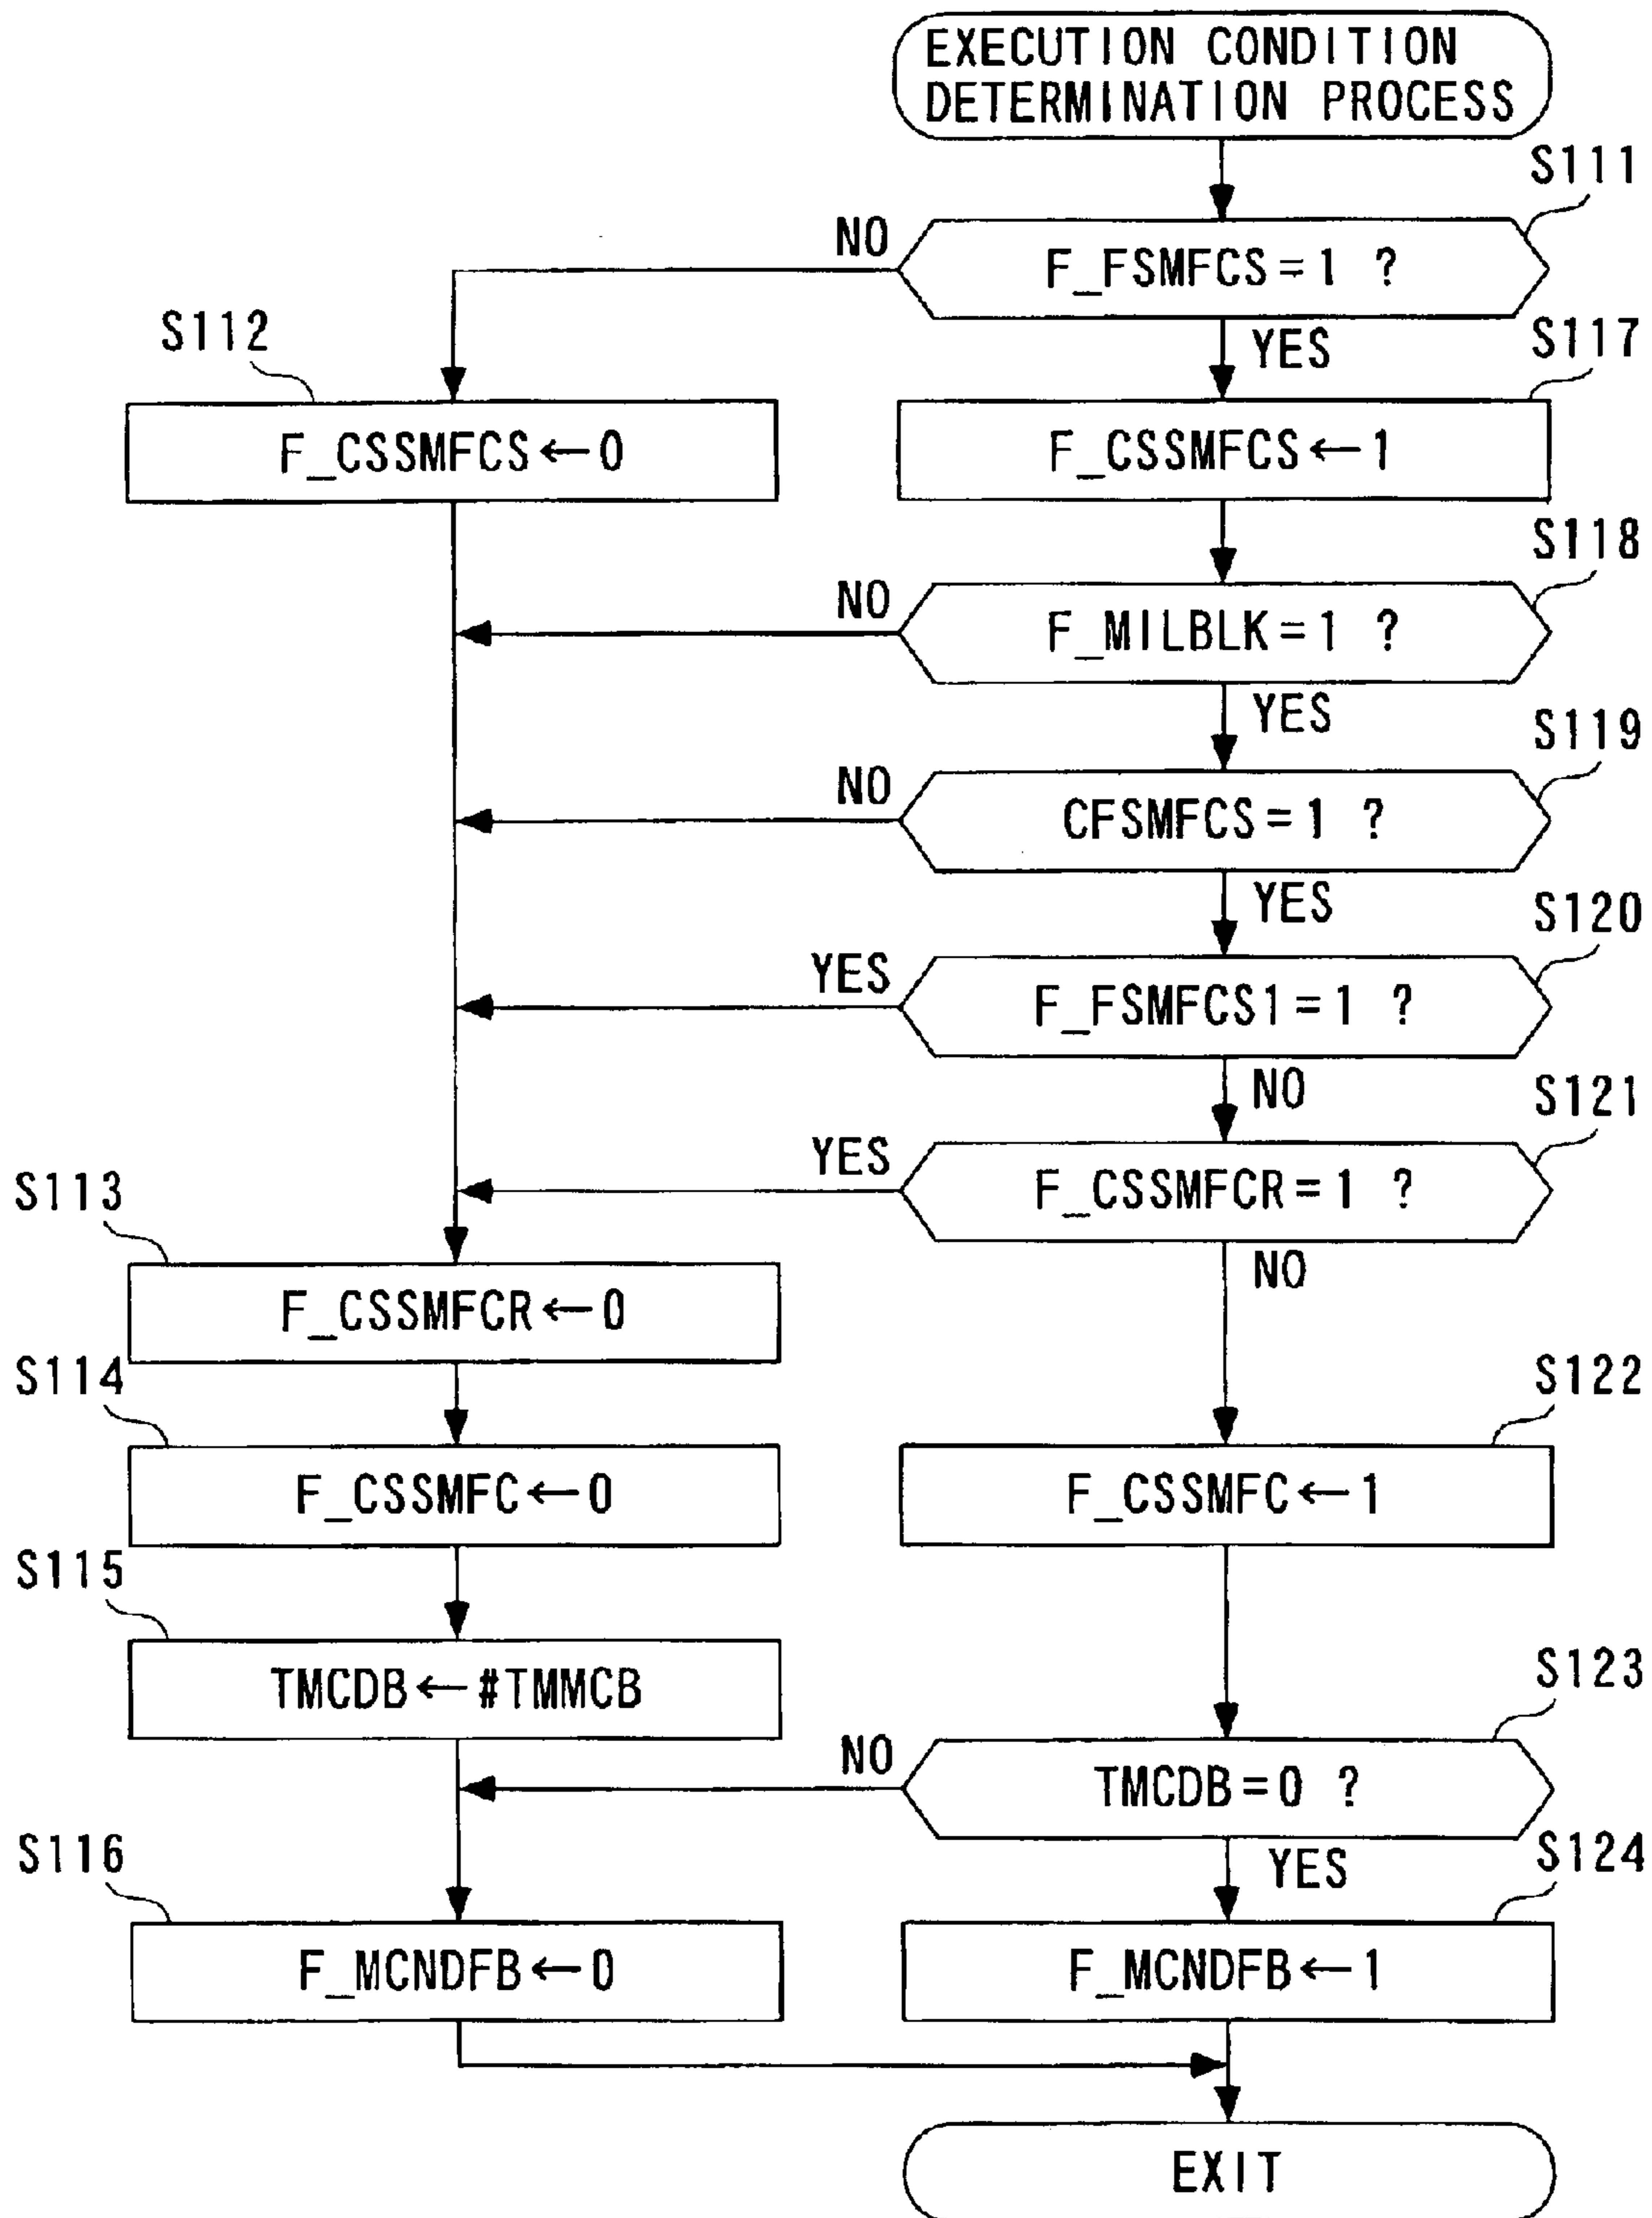 EXECUTION CONDITION
DETERMINATION PROCESS
S111
NO
F_FSMFCS=1 ?
YES
S112
S117
F_CSSMFCS←0
F_CSSMFCS←1
S118
NO
F_MILBLK=1 ?
YES
S119
NO
CFSMFCS=1 ?
YES
S120
YES
F_FSMFCS1=1 ?
NO
S121
YES
F_CSSMFCR=1 ?
NO
S113
F_CSSMFCR←0
S114
S122
F_CSSMFC←0
F_CSSMFC←1
S115
TMCDB←#TMMCB
S123
NO
TMCDB=0 ?
YES
S116
S124
F_MCNDFB←0
F_MCNDFB←1
EXIT